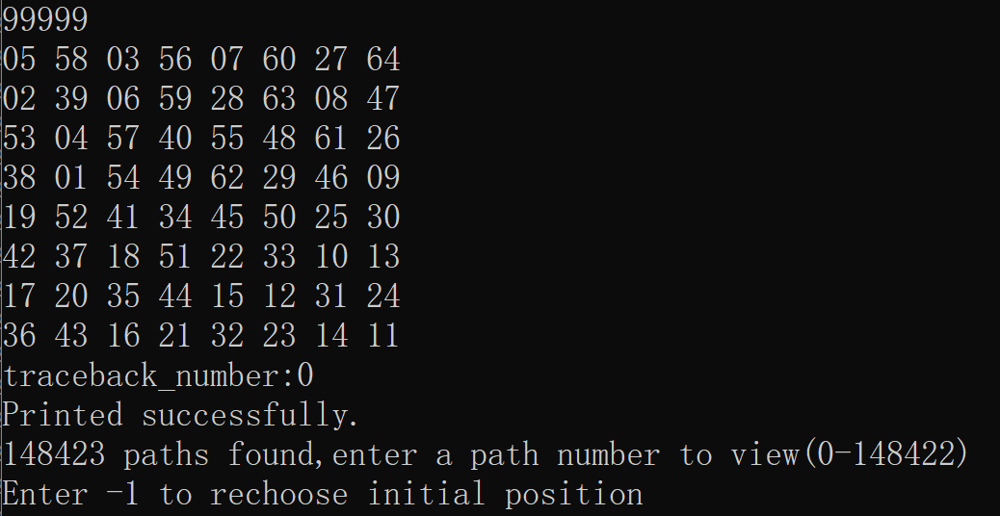 99999
05 58 03 56 07 60 27 64
02 39 06 59 28 63 08 47
53 04 57 40 55 48 61 26
38 01 54 49 62 29 46 09
19 52 41 34 45 50 25 30
42 37 18 51 22 33 10 13
17 20 35 44 15 12 31 24
36 43 16 21 32 23 14 11
traceback_number:0
Printed successfully.
148423 paths found,enter a path number to view(0-148422)
Enter -1 to rechoose initial position